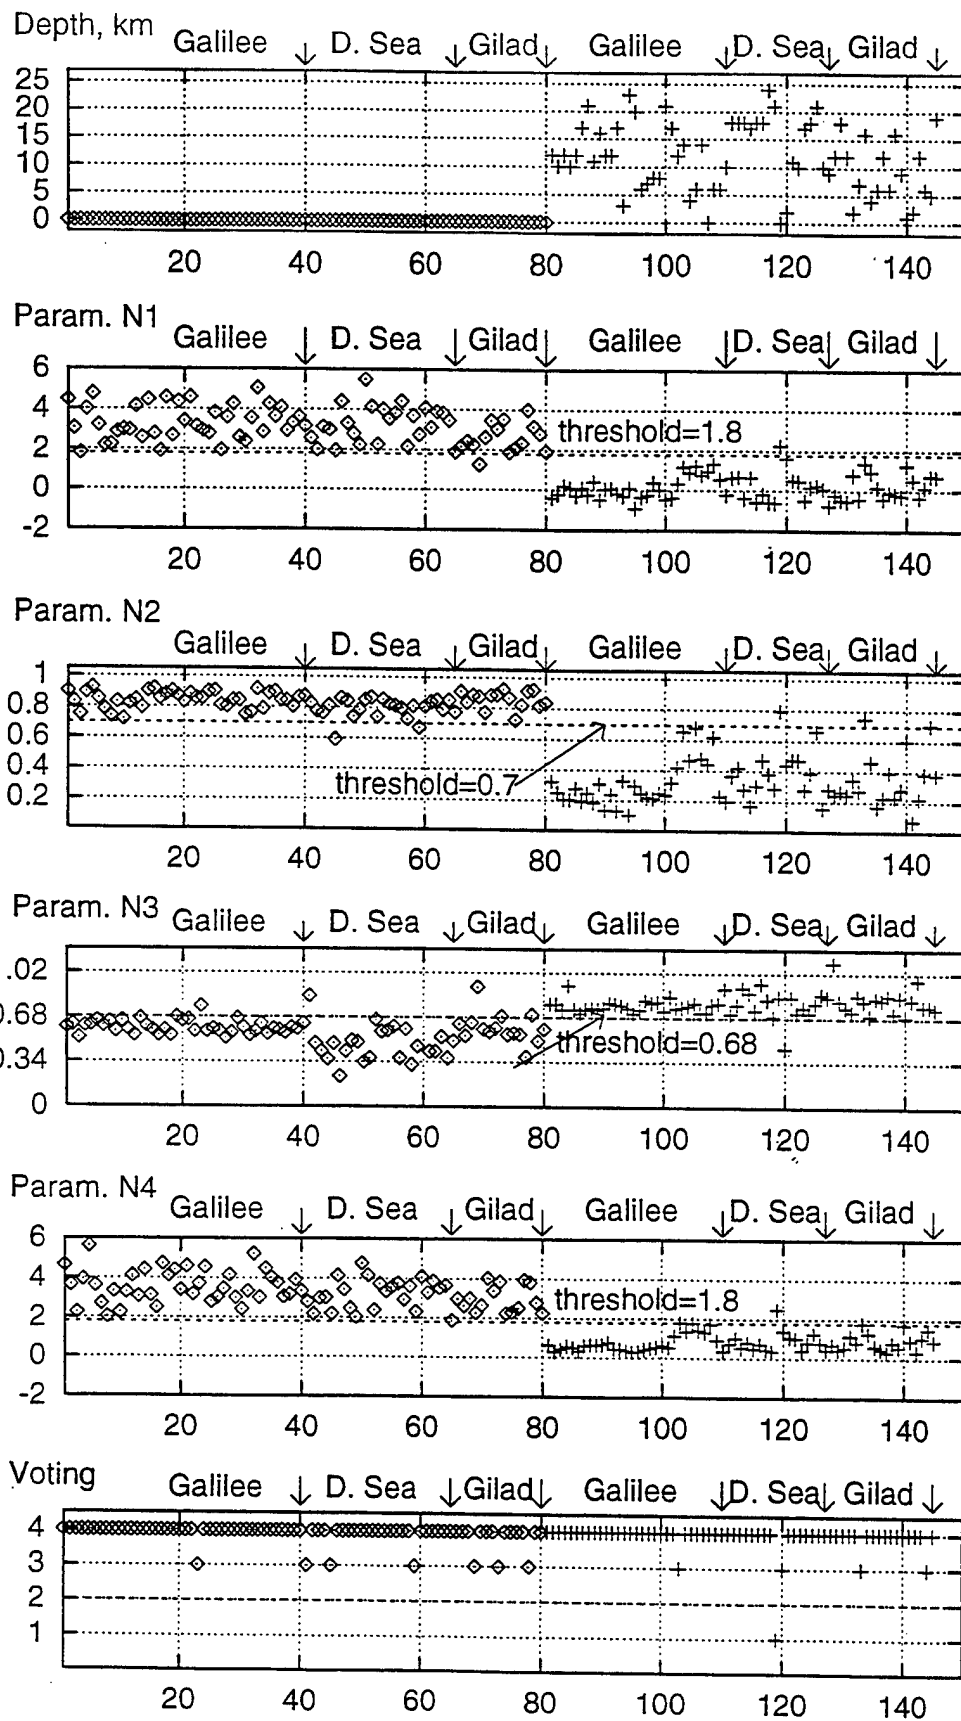 Depth, km
Galilee D. Sea Gilad Galilee D. Sea Gilad
25
20
15
10
5
0
20 40 60 80 100 120 140
Param. N1
Galilee D. Sea Gilad Galilee D. Sea Gilad
6
4
threshold=1.8
2
0
-2
20 40 60 80 100 120 140
Param. N2
Galilee D. Sea Gilad Galilee D. Sea Gilad
1
0.8
0.6
0.4
threshold=0.7
0.2
20 40 60 80 100 120 140
Param. N3
Galilee D. Sea Gilad Galilee D. Sea Gilad
.02
.68
threshold=0.68
0.34
0
20 40 60 80 100 120 140
Param. N4
Galilee D. Sea Gilad Galilee D. Sea Gilad
6
4
threshold=1.8
2
0
-2
20 40 60 80 100 120 140
Voting
Galilee D. Sea Gilad Galilee D. Sea Gilad
4
3
2
1
20 40 60 80 100 120 140